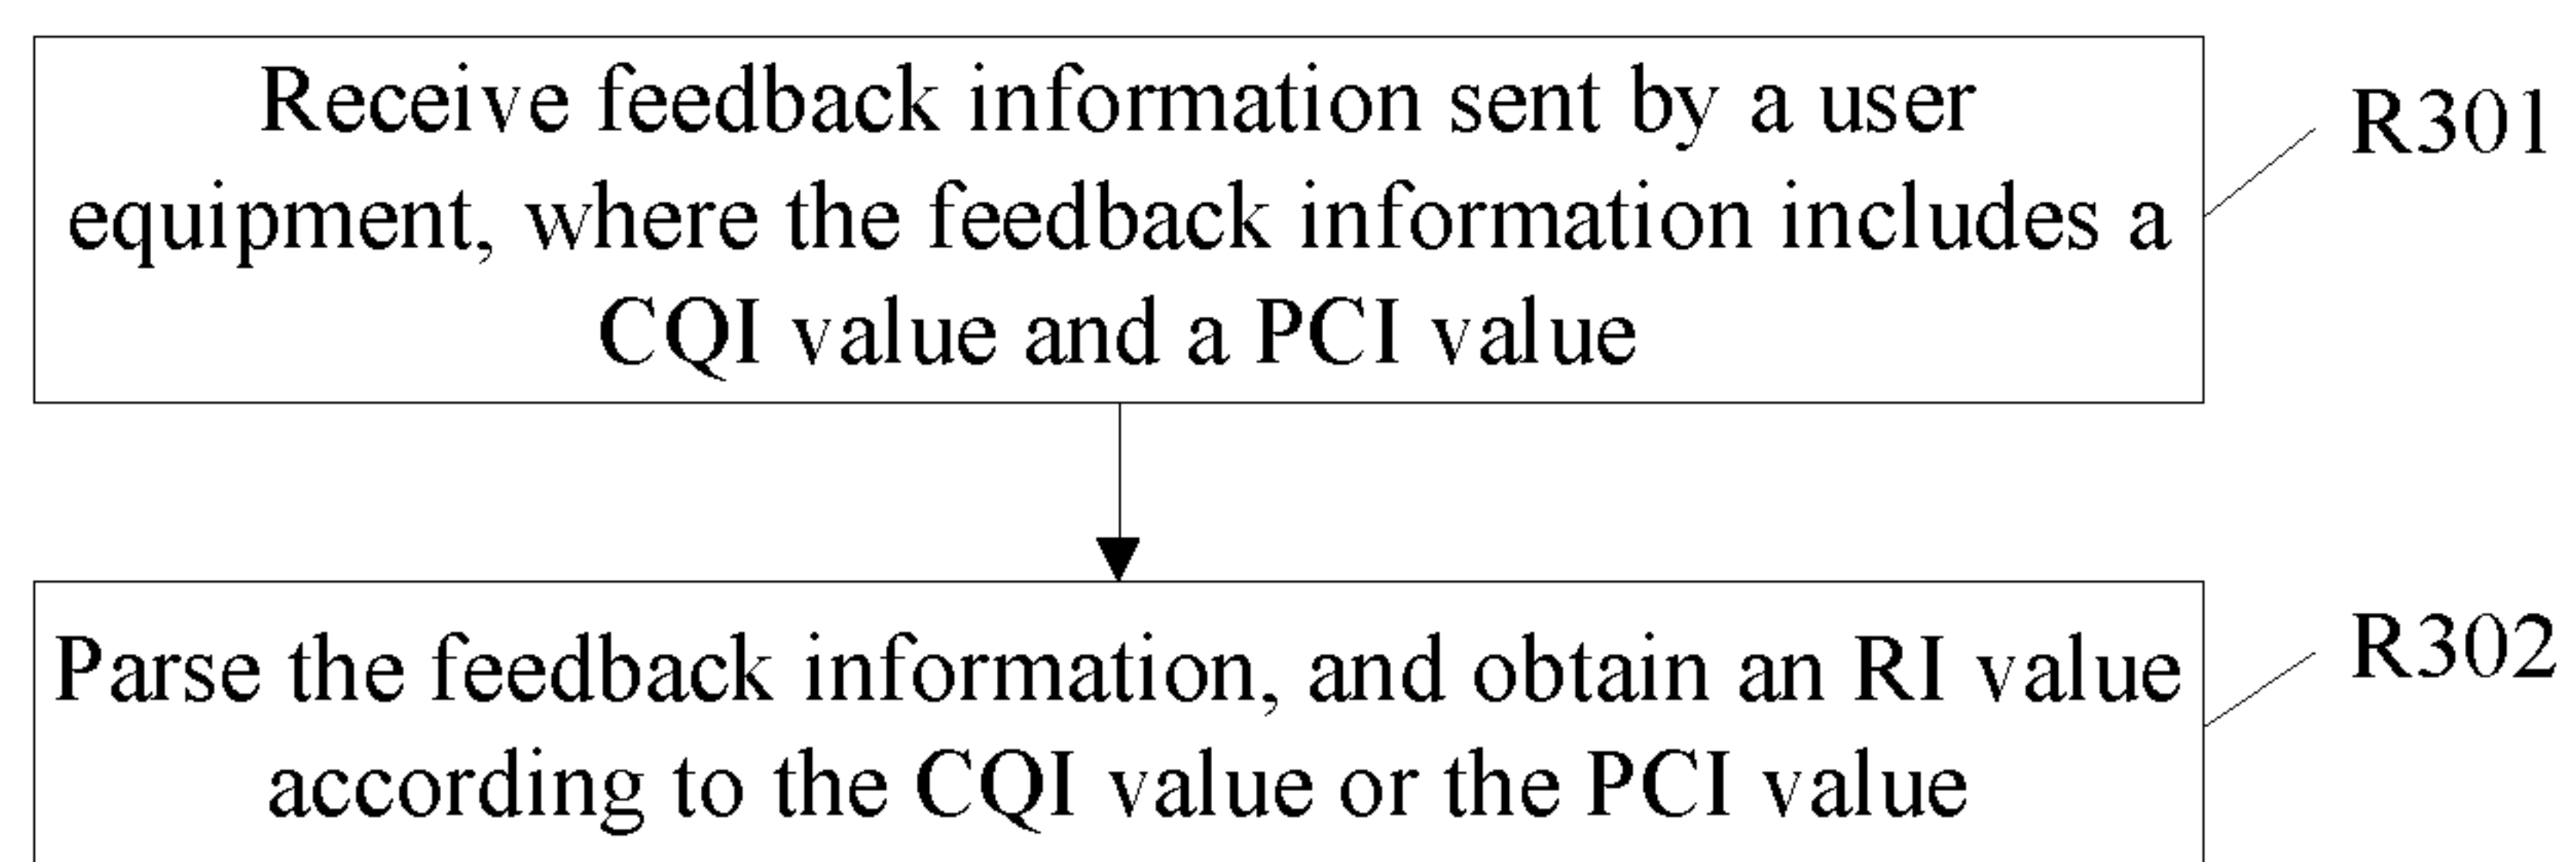 Receive feedback information sent by a user
equipment, where the feedback information includes a
CQI value and a PCI value
R301
Parse the feedback information, and obtain an RI value
according to the CQI value or the PCI value
R302